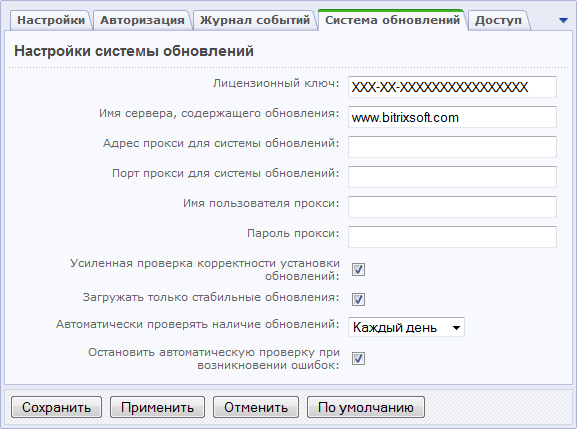 Настройки Авторизация Журнал событий Система обновлений Доступ
Настройки системы обновлений
Лицензионный ключ: XXX-XX-XXXXXXXXXXXXXXXX
Имя сервера, содержащего обновления: www.bitrixsoft.com
Адрес прокси для системы обновлений:
Порт прокси для системы обновлений:
Имя пользователя прокси:
Пароль прокси:
Усиленная проверка корректности установки
обновлений:
Загружать только стабильные обновления:
Автоматически проверять наличие обновлений: Каждый день
Остановить автоматическую проверку при
возникновении ошибок:
Сохранить Применить Отменить По умолчанию